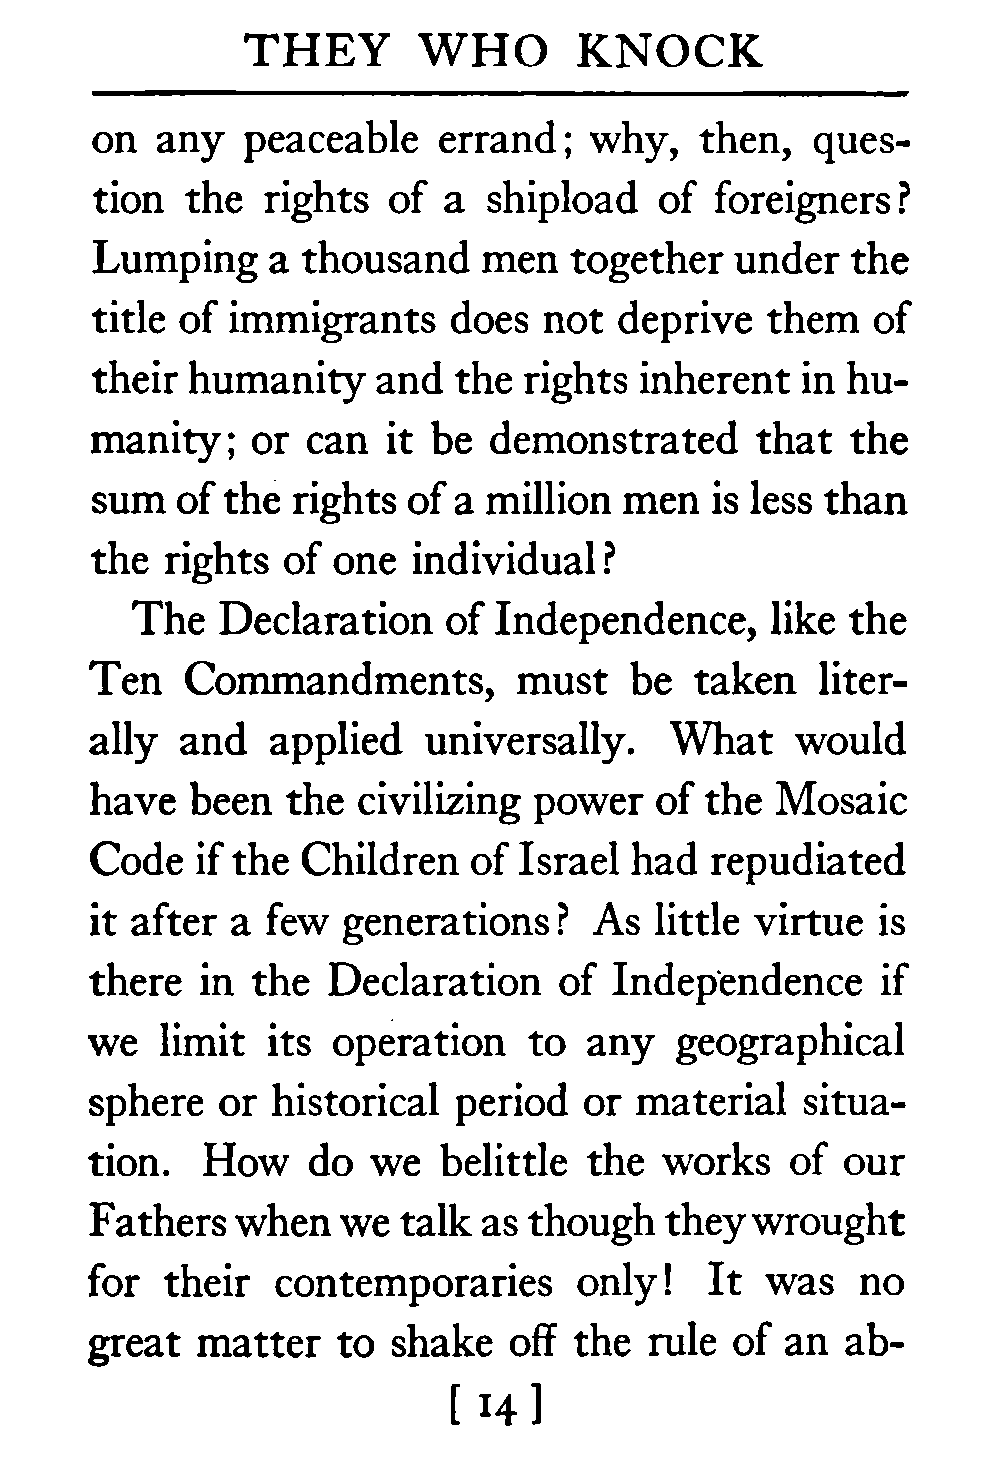 THEY WHO KNOCK
on any peaceable errand; why, then, ques-
tion the rights of a shipload of foreigners?
Lumping a thousand men together under the
title of immigrants does not deprive them of
their humanity and the rights inherent in hu-
manity; or can it be demonstrated that the
sum of the rights of a million men is less than
the rights of one individual?
The Declaration of Independence, like the
Ten Commandments, must be taken liter-
ally and applied universally. What would
have been the civilizing power of the Mosaic
Code if the Children of Israel had repudiated
it after a few generations? As little virtue is
there in the Declaration of Independence if
we limit its operation to any geographical
sphere or historical period or material situa-
tion. How do we belittle the works of our
Fathers when we talk as though they wrought
for their contemporaries only! It was no
great matter to shake off the rule of an ab-
[ 14 ]